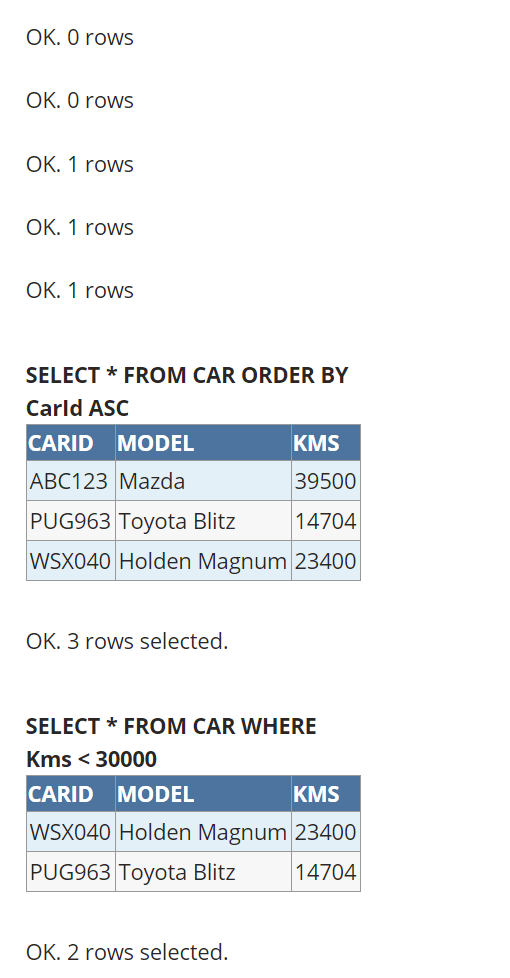 OK. 0 rows
OK. 0 rows
OK. 1 rows
OK. 1 rows
OK. 1 rows
SELECT * FROM CAR ORDER BY
CarId ASC
CARID MODEL KMS
ABC123 Mazda 39500
PUG963 Toyota Blitz 14704
WSX040 Holden Magnum 23400
OK. 3 rows selected.
SELECT * FROM CAR WHERE
Kms < 30000
CARID MODEL KMS
WSX040 Holden Magnum 23400
PUG963 Toyota Blitz 14704
OK. 2 rows selected.